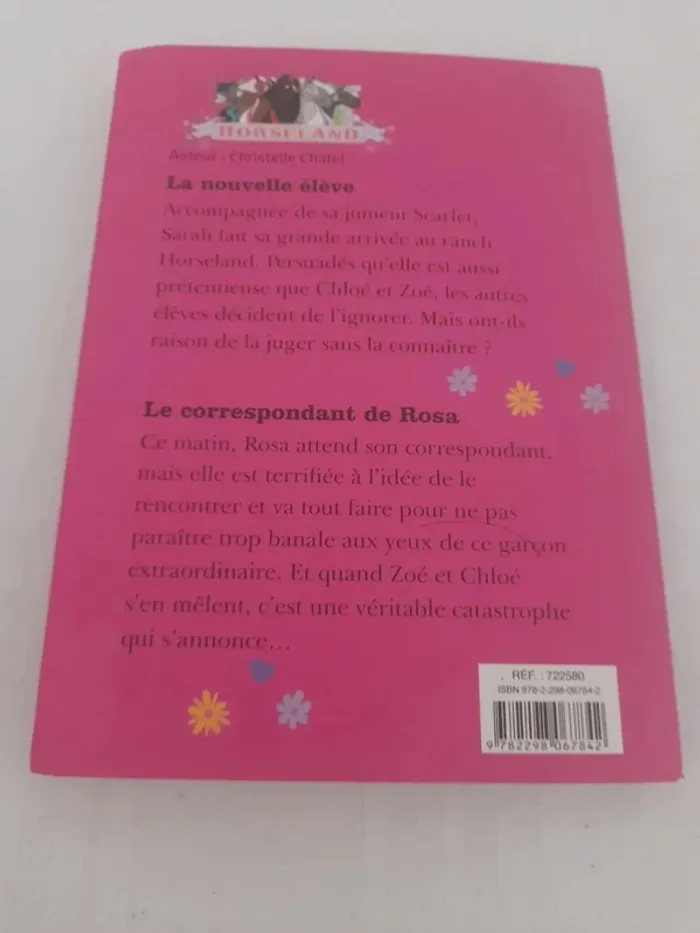 HORSELAND
Auteur : Christelle Chatel
La nouvelle élève
Accompagnée de sa jument Scarlet,
Sarah fait sa grande arrivée au ranch
Horseland. Persuadés qu'elle est aussi
prétentieuse que Chloé et Zoé, les autres
élèves décident de l'ignorer. Mais ont-ils
raison de la juger sans la connaître ?
Le correspondant de Rosa
Ce matin, Rosa attend son correspondant,
mais elle est terrifiée à l'idée de le
rencontrer et va tout faire pour ne pas
paraître trop banale aux yeux de ce garçon
extraordinaire. Et quand Zoé et Chloé
s'en mêlent, c'est une véritable catastrophe
qui s'annonce...
RÉF. : 722580
ISBN 978-2-298-06784-2
9 782298 067842